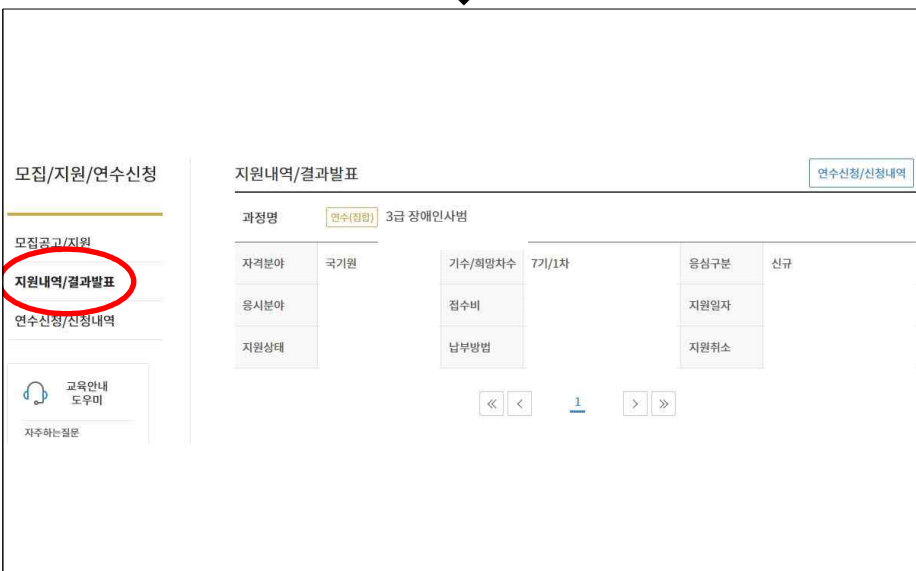 모집/지원/연수신청
모집공고/지원
지원내역/결과발표
연수신청/신청내역
교육안내
도우미
자주하는질문
지원내역/결과발표
연수신청/신청내역
과정명 연수(집합) 3급 장애인사범
자격분야 국기원 기수/희망차수 7기/1차 응심구분 신규
응시분야 접수비 지원일자
지원상태 납부방법 지원취소
« < 1 > »